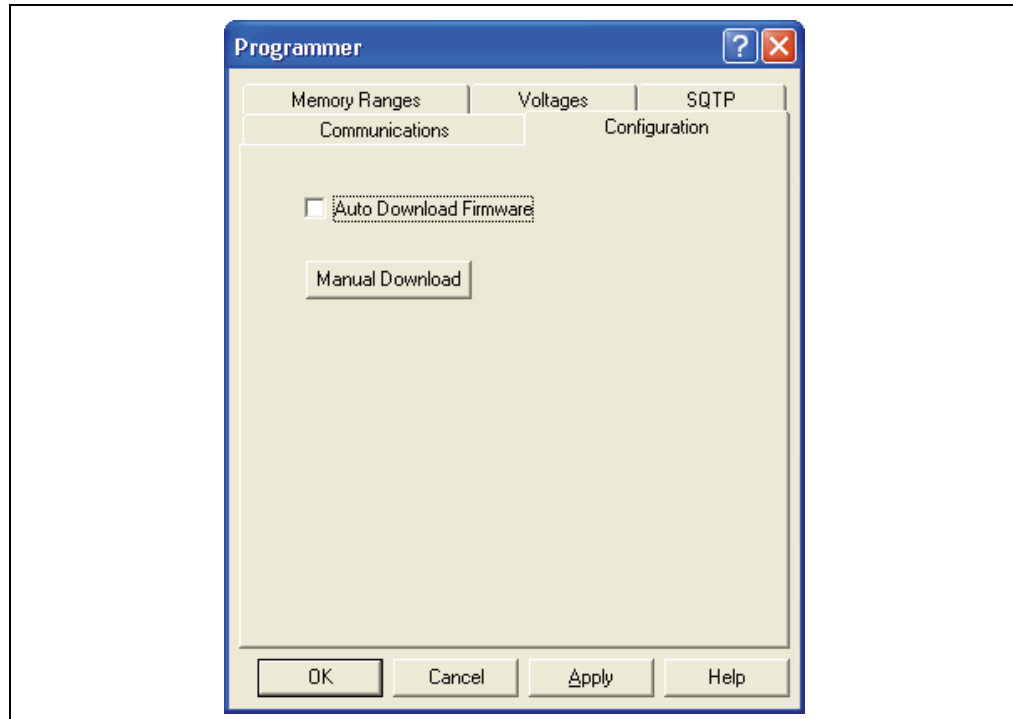 Programmer
Memory Ranges Voltages SQTP
Communications Configuration
Auto Download Firmware
Manual Download
OK Cancel Apply Help